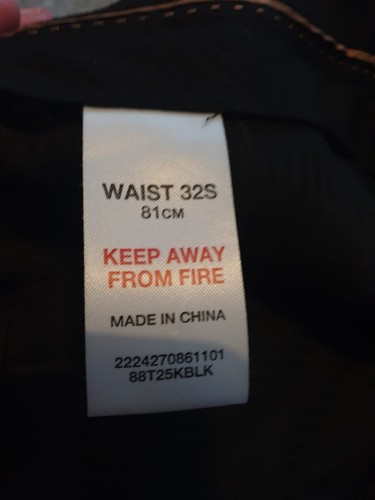 WAIST 32S
81CM
KEEP AWAY
FROM FIRE
MADE IN CHINA
2224270861101
88T25KBLK